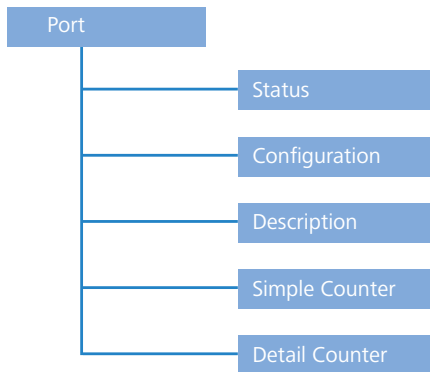 Port
Status
Configuration
Description
Simple Counter
Detail Counter